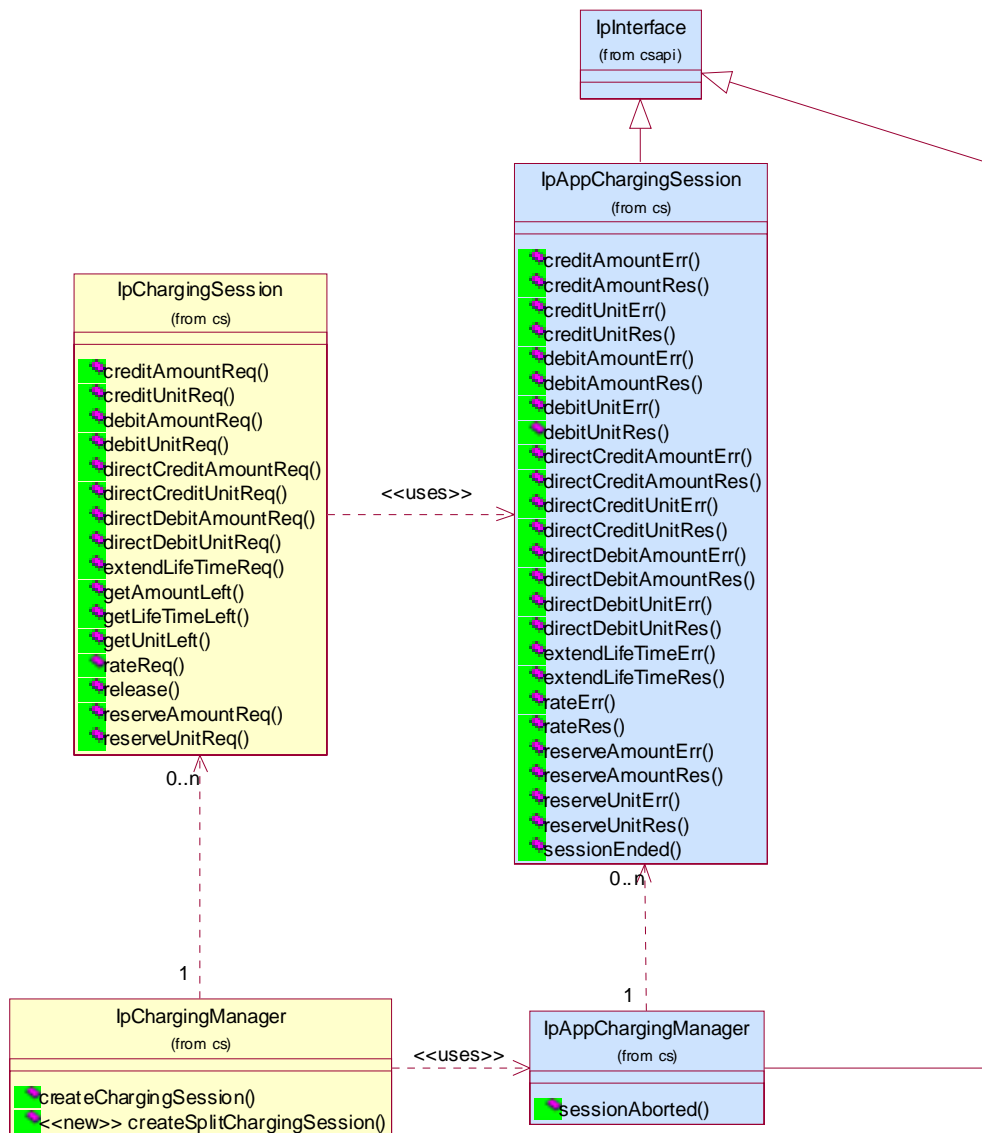 IpInterface
(from csapi)
IpAppChargingSession
(from cs)
creditAmountErr()
creditAmountRes()
creditUnitErr()
creditUnitRes()
debitAmountErr()
debitAmountRes()
debitUnitErr()
debitUnitRes()
directCreditAmountErr()
directCreditAmountRes()
directCreditUnitErr()
directCreditUnitRes()
directDebitAmountErr()
directDebitAmountRes()
directDebitUnitErr()
directDebitUnitRes()
extendLifeTimeErr()
extendLifeTimeRes()
rateErr()
rateRes()
reserveAmountErr()
reserveAmountRes()
reserveUnitErr()
reserveUnitRes()
sessionEnded()
IpChargingSession
(from cs)
creditAmountReq()
creditUnitReq()
debitAmountReq()
debitUnitReq()
directCreditAmountReq()
directCreditUnitReq()
directDebitAmountReq()
directDebitUnitReq()
extendLifeTimeReq()
getAmountLeft()
getLifeTimeLeft()
getUnitLeft()
rateReq()
release()
reserveAmountReq()
reserveUnitReq()
<<uses>>
0..n
0..n
1
1
IpChargingManager
(from cs)
createChargingSession()
<<new>> createSplitChargingSession()
<<uses>>
IpAppChargingManager
(from cs)
sessionAborted()